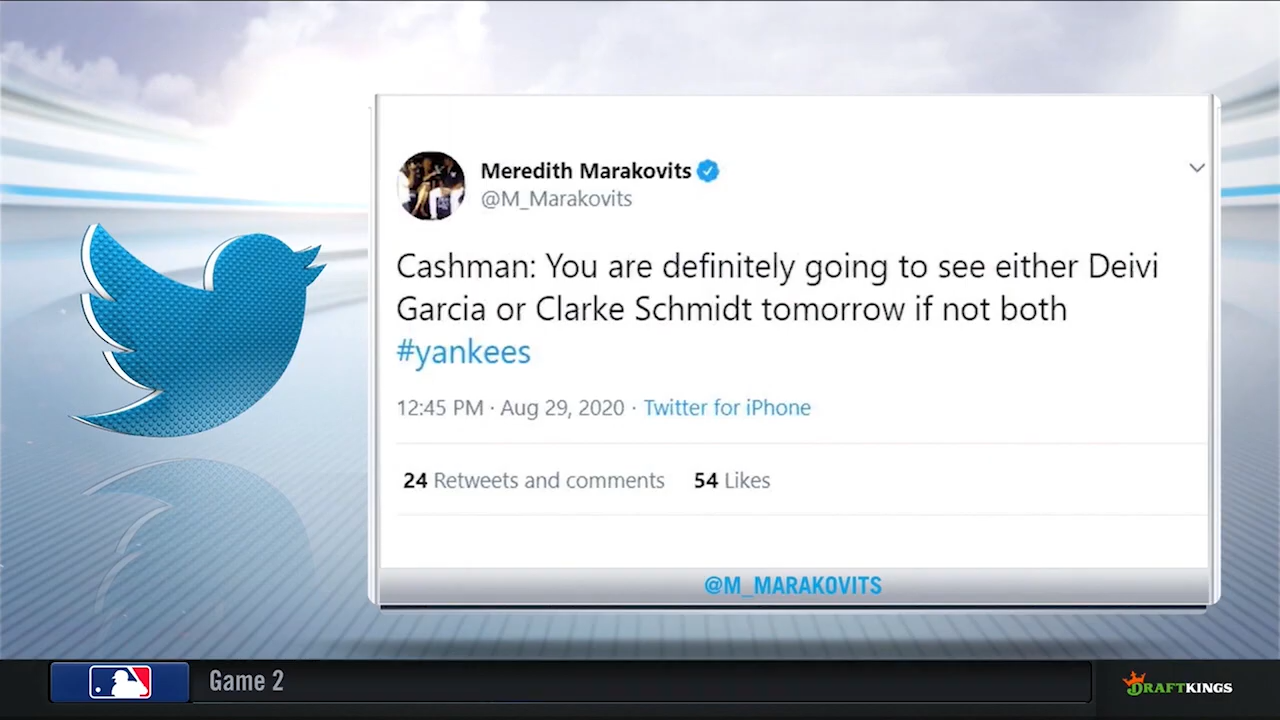 Meredith Marakovits
@M_Marakovits
Cashman: You are definitely going to see either Deivi
Garcia or Clarke Schmidt tomorrow if not both
#yankees
12:45 PM · Aug 29, 2020 · Twitter for iPhone
24 Retweets and comments 54 Likes
@M_MARAKOVITS
Game 2
DRAFTKINGS